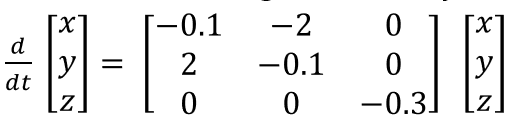 d/dt [x y z] = [−0.1 −2 0; 2 −0.1 0; 0 0 −0.3] [x y z]